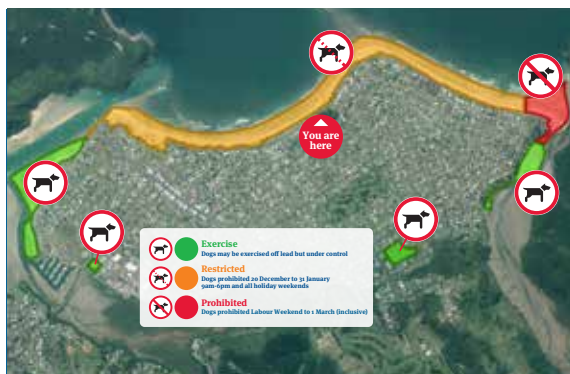 You are
here
Exercise
Dogs may be exercised off lead but under control
Restricted
Dogs prohibited 20 December to 31 January
9am-6pm and all holiday weekends
Prohibited
Dogs prohibited Labour Weekend to 1 March (inclusive)